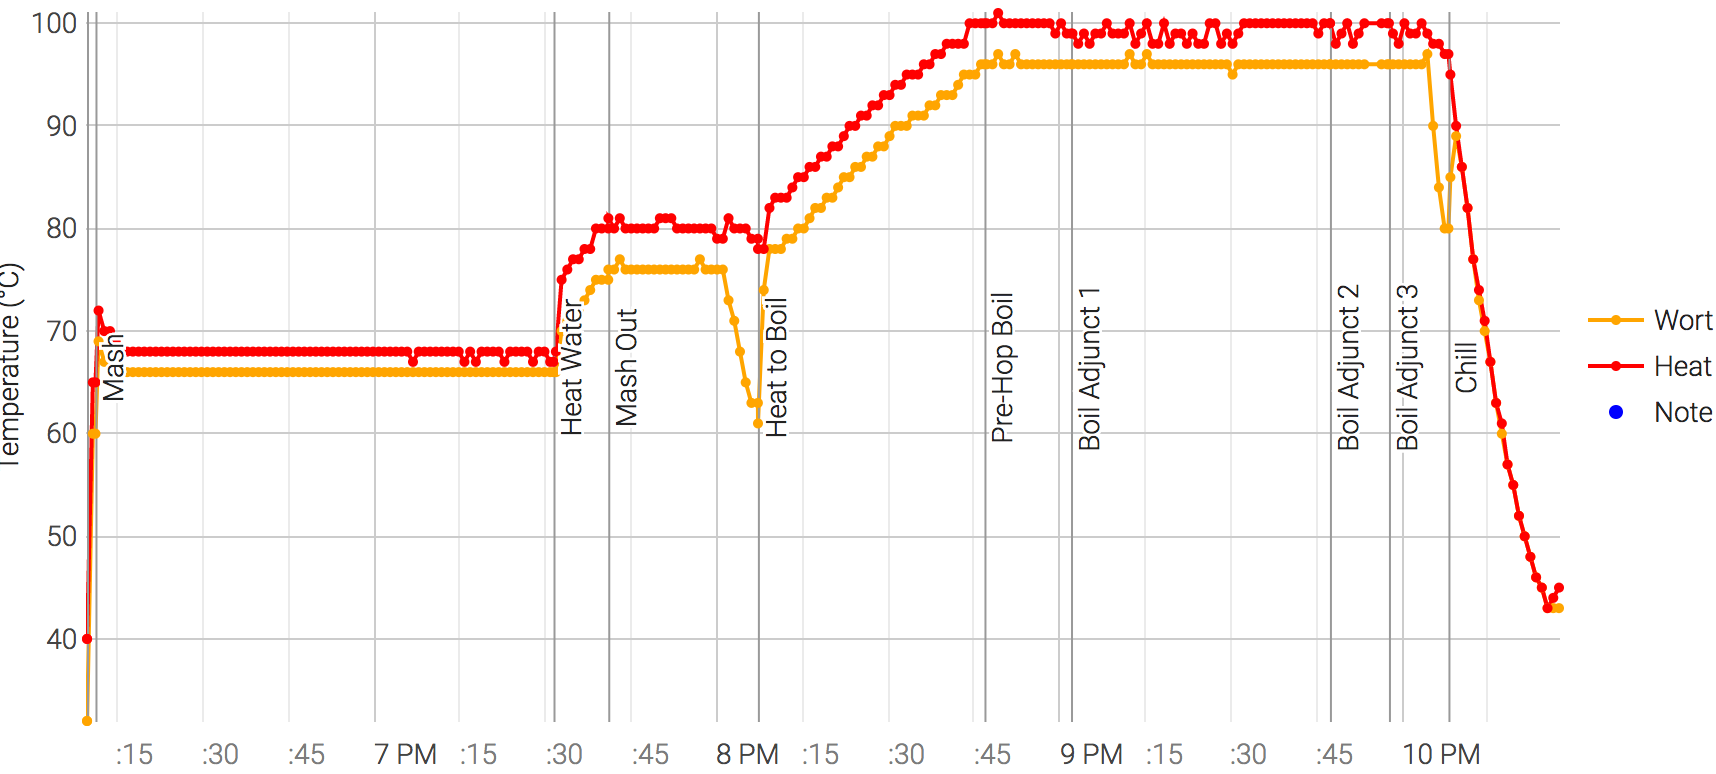 100
90
80
70
60
50
40
Temperature (°C)
Mash
Heat Water
Mash Out
Heat to Boil
Pre-Hop Boil
Boil Adjunct 1
Boil Adjunct 2
Boil Adjunct 3
Chill
:15
:30
:45
7 PM
:15
:30
:45
8 PM
:15
:30
:45
9 PM
:15
:30
:45
10 PM
Wort
Heat
Note